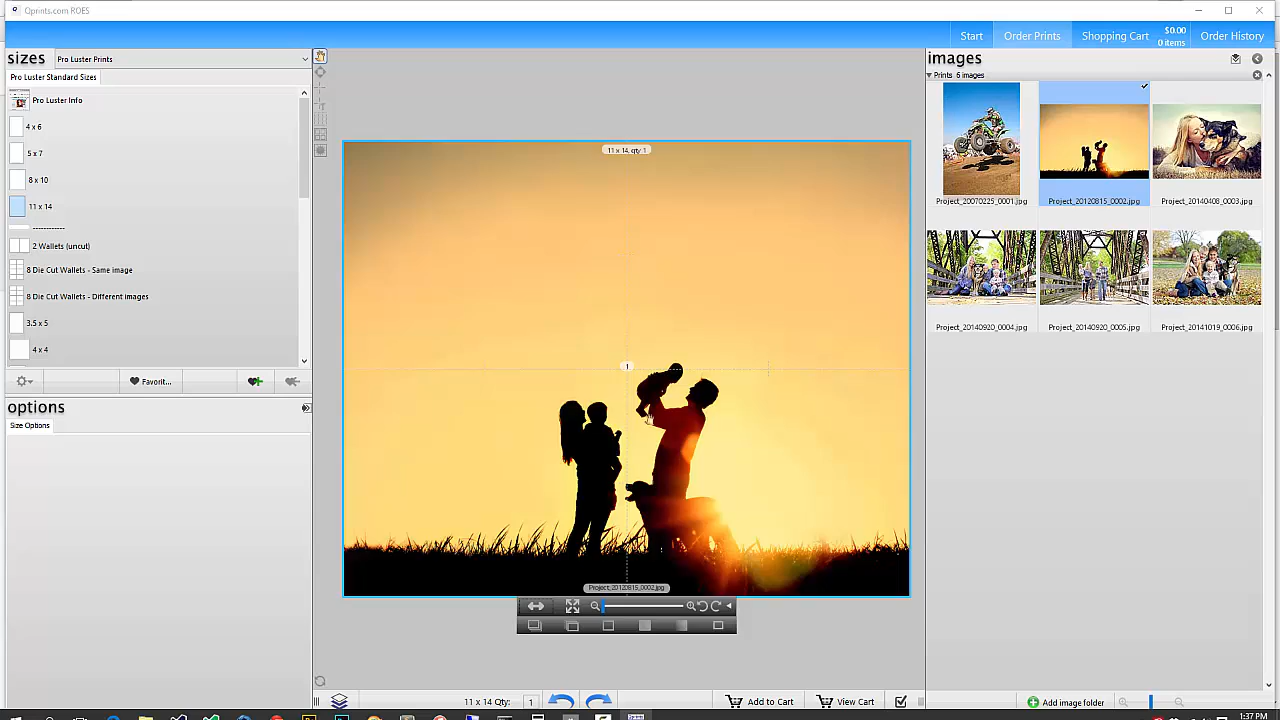 Qprints.com ROES
Start
Order Prints
Shopping Cart
$0.00
0 items
Order History
sizes
Pro Luster Prints
Pro Luster Standard Sizes
Pro Luster Info
4 x 6
5 x 7
8 x 10
11 x 14
------------
2 Wallets (uncut)
8 Die Cut Wallets - Same image
8 Die Cut Wallets - Different images
3.5 x 5
4 x 4
Favorit...
options
Size Options
11 x 14, qty 1
1
Project_20120815_0002.jpg
11 x 14 Qty:
1
Add to Cart
View Cart
images
Prints 6 images
Project_20070225_0001.jpg
Project_20120815_0002.jpg
Project_20140408_0003.jpg
Project_20140920_0004.jpg
Project_20140920_0005.jpg
Project_20141019_0006.jpg
Add image folder
1:37 PM